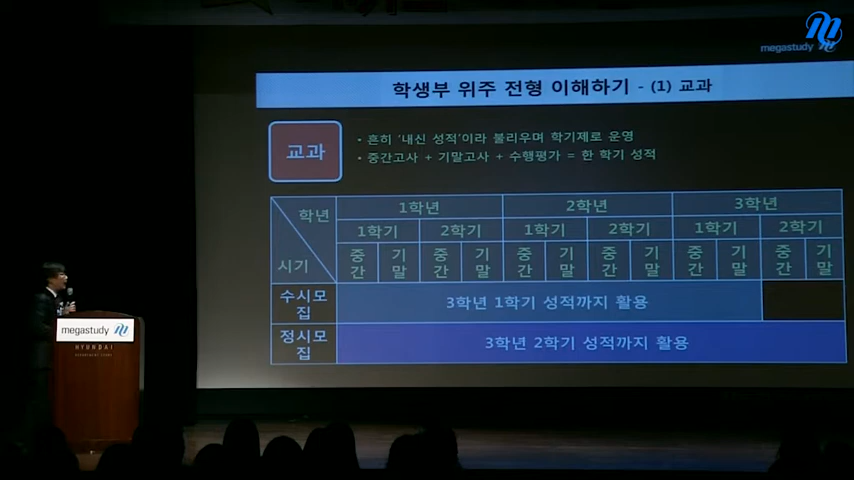 megastudy
학생부 위주 전형 이해하기 - (1) 교과
교과
• 흔히 '내신 성적'이라 불리우며 학기제로 운영
• 중간고사 + 기말고사 + 수행평가 = 한 학기 성적
학년
시기
1학년 2학년 3학년
1학기 2학기 1학기 2학기 1학기 2학기
중간 기말 중간 기말 중간 기말 중간 기말 중간 기말 중간 기말
수시모집
3학년 1학기 성적까지 활용
정시모집
3학년 2학기 성적까지 활용
megastudy
HYUNDAI